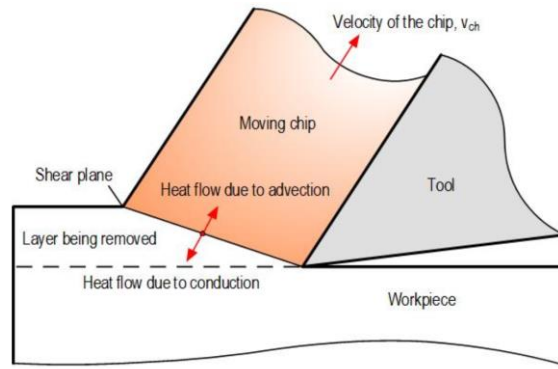 Velocity of the chip, vch
Moving chip
Shear plane
Heat flow due to advection
Tool
Layer being removed
Heat flow due to conduction
Workpiece